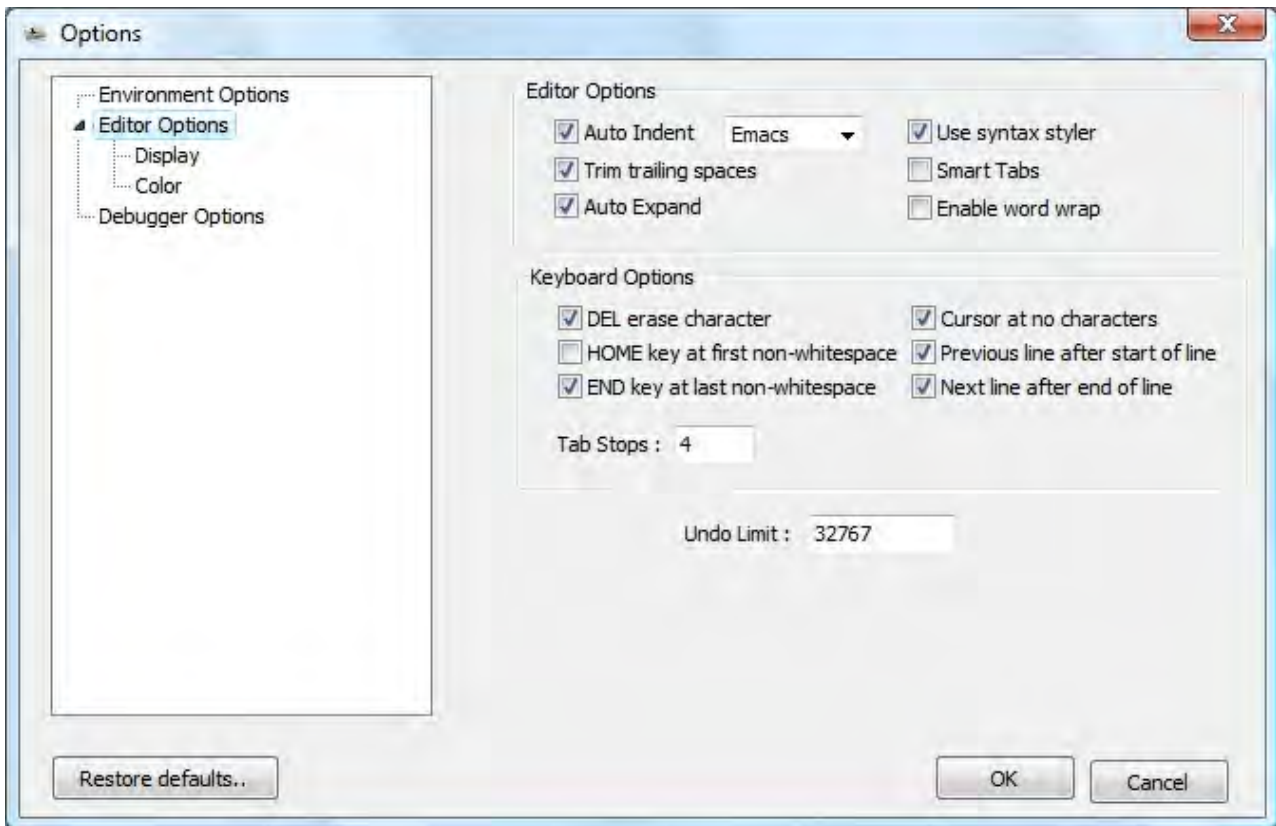 Options
Environment Options
Editor Options
Display
Color
Debugger Options
Editor Options
Auto Indent Emacs Use syntax styler
Trim trailing spaces Smart Tabs
Auto Expand Enable word wrap
Keyboard Options
DEL erase character Cursor at no characters
HOME key at first non-whitespace Previous line after start of line
END key at last non-whitespace Next line after end of line
Tab Stops : 4
Undo Limit : 32767
Restore defaults.. OK Cancel